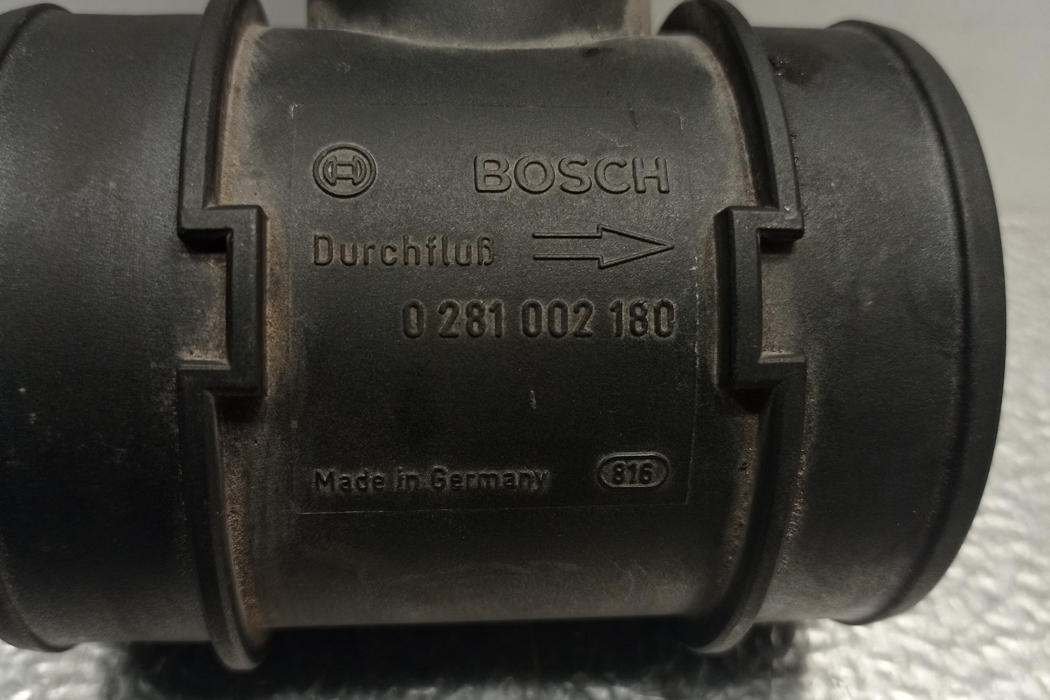 BOSCH
Durchfluß
0 281 002 180
Made in Germany 816